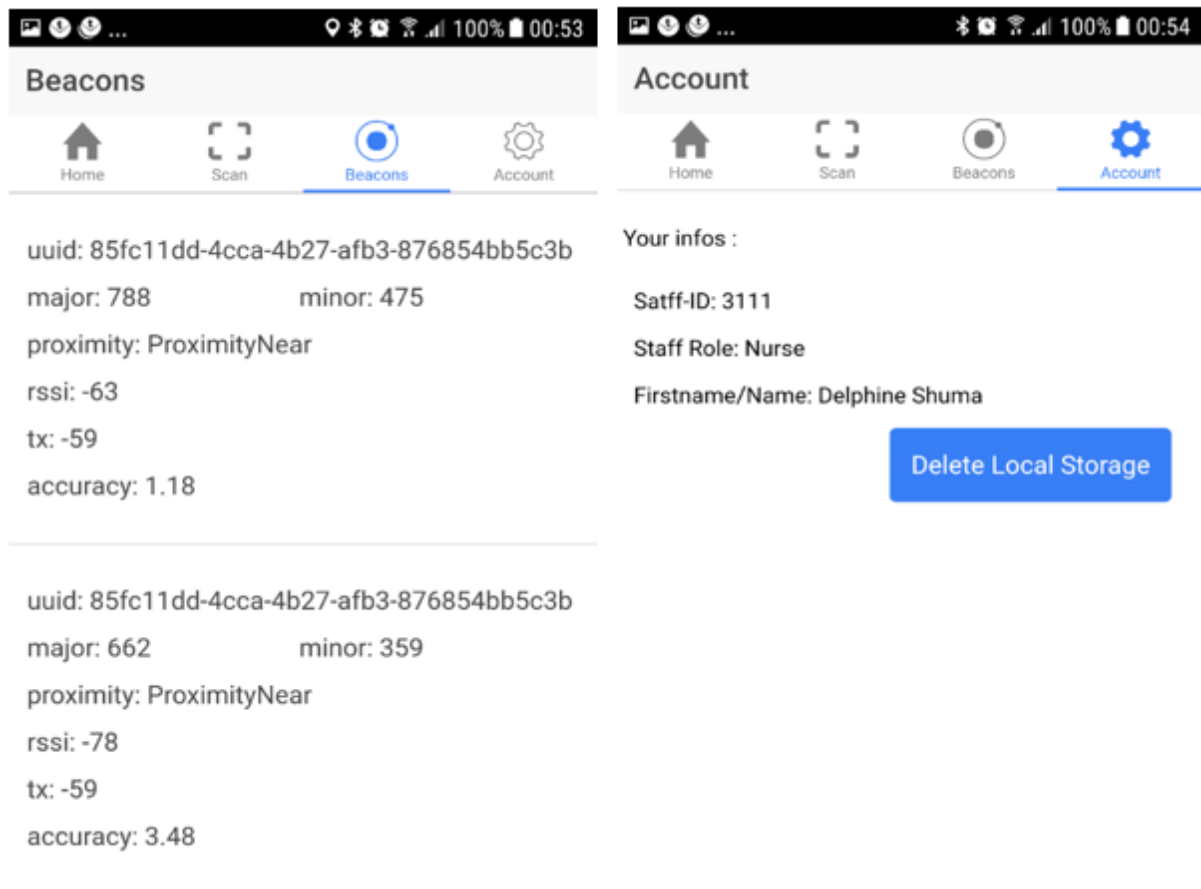 ... 100% 00:53
Beacons
Home Scan Beacons Account
uuid: 85fc11dd-4cca-4b27-afb3-876854bb5c3b
major: 788 minor: 475
proximity: ProximityNear
rssi: -63
tx: -59
accuracy: 1.18
uuid: 85fc11dd-4cca-4b27-afb3-876854bb5c3b
major: 662 minor: 359
proximity: ProximityNear
rssi: -78
tx: -59
accuracy: 3.48
... 100% 00:54
Account
Home Scan Beacons Account
Your infos :
Satff-ID: 3111
Staff Role: Nurse
Firstname/Name: Delphine Shuma
Delete Local Storage